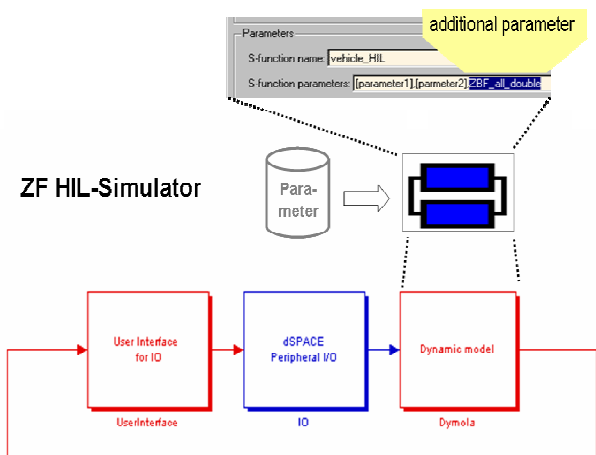 additional parameter
Parameters
S-function name: vehicle_HIL
S-function parameters: [parameter1],[parmeter2],ZBF_all_double
ZF HIL-Simulator
Para-
meter
User Interface
for IO
dSPACE
Peripheral I/O
Dynamic model
UserInterface
IO
Dymola